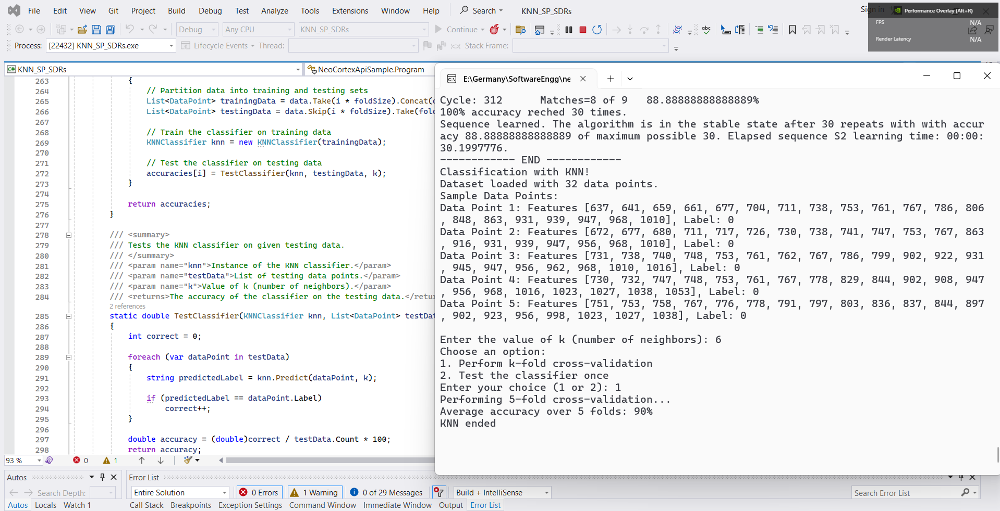 File Edit View Git Project Build Debug Test Analyze Tools Extensions Window Help Search KNN_SP_SDRs Sign in
Performance Overlay (Alt+R)
FPS N/A
Render Latency N/A
Debug Any CPU KNN_SP_SDRs Continue
Process: [22432] KNN_SP_SDRs.exe Lifecycle Events Thread: Stack Frame:
C# KNN_SP_SDRs NeoCortexApiSample.Program
263 {
264 // Partition data into training and testing sets
265 List<DataPoint> trainingData = data.Take(i * foldSize).Concat(
266 List<DataPoint> testingData = data.Skip(i * foldSize).Take(fol
267
268 // Train the classifier on training data
269 KNNClassifier knn = new KNNClassifier(trainingData);
270
271 // Test the classifier on testing data
272 accuracies[i] = TestClassifier(knn, testingData, k);
273 }
274
275 return accuracies;
276 }
277
278 /// <summary>
279 /// Tests the KNN classifier on given testing data.
280 /// </summary>
281 /// <param name="knn">Instance of the KNN classifier.</param>
282 /// <param name="testData">List of testing data points.</param>
283 /// <param name="k">Value of k (number of neighbors).</param>
284 /// <returns>The accuracy of the classifier on the testing data.</retur
2 references
285 static double TestClassifier(KNNClassifier knn, List<DataPoint> testDat
286 {
287 int correct = 0;
288
289 foreach (var dataPoint in testData)
290 {
291 string predictedLabel = knn.Predict(dataPoint, k);
292
293 if (predictedLabel == dataPoint.Label)
294 correct++;
295 }
296
297 double accuracy = (double)correct / testData.Count * 100;
298 return accuracy;
93 % 0 1
E:\Germany\SoftwareEngg\ne
Cycle: 312 Matches=8 of 9 88.88888888888889%
100% accuracy reched 30 times.
Sequence learned. The algorithm is in the stable state after 30 repeats with with accur
acy 88.88888888888889 of maximum possible 30. Elapsed sequence S2 learning time: 00:00:
30.1997776.
------------ END ------------
Classification with KNN!
Dataset loaded with 32 data points.
Sample Data Points:
Data Point 1: Features [637, 641, 659, 661, 677, 704, 711, 738, 753, 761, 767, 786, 806
, 848, 863, 931, 939, 947, 968, 1010], Label: 0
Data Point 2: Features [672, 677, 680, 711, 717, 726, 730, 738, 741, 747, 753, 767, 863
, 916, 931, 939, 947, 956, 968, 1010], Label: 0
Data Point 3: Features [731, 738, 740, 748, 753, 761, 762, 767, 786, 799, 902, 922, 931
, 945, 947, 956, 962, 968, 1010, 1016], Label: 0
Data Point 4: Features [730, 732, 747, 748, 753, 761, 767, 778, 829, 844, 902, 908, 947
, 956, 968, 1016, 1023, 1027, 1038, 1053], Label: 0
Data Point 5: Features [751, 753, 758, 767, 776, 778, 791, 797, 803, 836, 837, 844, 897
, 902, 923, 956, 998, 1023, 1027, 1038], Label: 0
Enter the value of k (number of neighbors): 6
Choose an option:
1. Perform k-fold cross-validation
2. Test the classifier once
Enter your choice (1 or 2): 1
Performing 5-fold cross-validation...
Average accuracy over 5 folds: 90%
KNN ended
Autos
Search Depth:
Autos Locals Watch 1
Error List
Entire Solution 0 Errors 1 Warning 0 of 29 Messages Build + IntelliSense Search Error List
Call Stack Breakpoints Exception Settings Command Window Immediate Window Output Error List